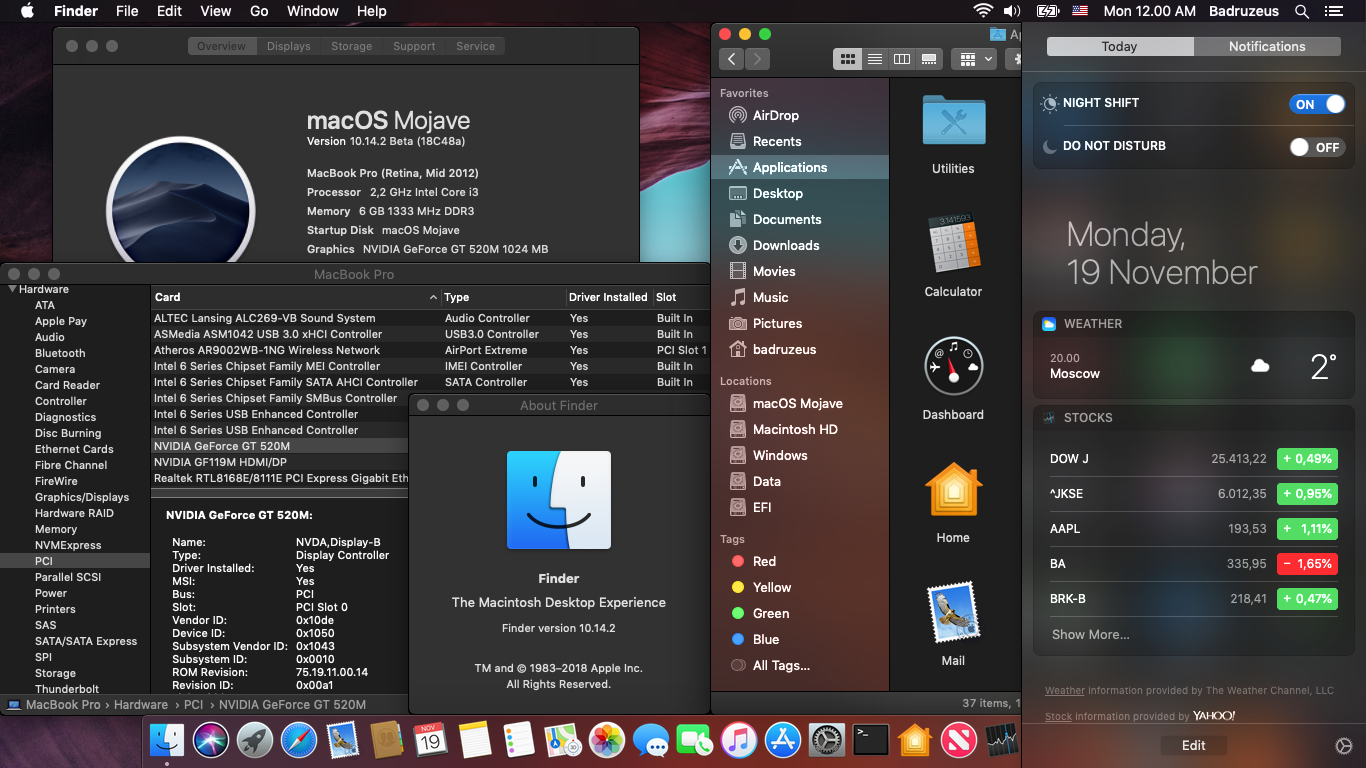 Finder File Edit View Go Window Help
Mon 12.00 AM Badruzeus
Overview Displays Storage Support Service
macOS Mojave
Version 10.14.2 Beta (18C48a)
MacBook Pro (Retina, Mid 2012)
Processor 2,2 GHz Intel Core i3
Memory 6 GB 1333 MHz DDR3
Startup Disk macOS Mojave
Graphics NVIDIA GeForce GT 520M 1024 MB
MacBook Pro
Hardware
ATA
Apple Pay
Audio
Bluetooth
Camera
Card Reader
Controller
Diagnostics
Disc Burning
Ethernet Cards
Fibre Channel
FireWire
Graphics/Displays
Hardware RAID
Memory
NVMExpress
PCI
Parallel SCSI
Power
Printers
SAS
SATA/SATA Express
SPI
Storage
Thunderbolt
Card Type Driver Installed Slot
ALTEC Lansing ALC269-VB Sound System Audio Controller Yes Built In
ASMedia ASM1042 USB 3.0 xHCI Controller USB3.0 Controller Yes Built In
Atheros AR9002WB-1NG Wireless Network AirPort Extreme Yes PCI Slot 1
Intel 6 Series Chipset Family MEI Controller IMEI Controller Yes Built In
Intel 6 Series Chipset Family SATA AHCI Controller SATA Controller Yes Built In
Intel 6 Series Chipset Family SMBus Controller
Intel 6 Series USB Enhanced Controller
Intel 6 Series USB Enhanced Controller
NVIDIA GeForce GT 520M
NVIDIA GF119M HDMI/DP
Realtek RTL8168E/8111E PCI Express Gigabit Eth
NVIDIA GeForce GT 520M:
Name: NVDA,Display-B
Type: Display Controller
Driver Installed: Yes
MSI: Yes
Bus: PCI
Slot: PCI Slot 0
Vendor ID: 0x10de
Device ID: 0x1050
Subsystem Vendor ID: 0x1043
Subsystem ID: 0x0010
ROM Revision: 75.19.11.00.14
Revision ID: 0x00a1
MacBook Pro › Hardware › PCI › NVIDIA GeForce GT 520M
About Finder
Finder
The Macintosh Desktop Experience
Finder version 10.14.2
TM and © 1983–2018 Apple Inc.
All Rights Reserved.
Favorites
AirDrop
Recents
Applications
Desktop
Documents
Downloads
Movies
Music
Pictures
badruzeus
Locations
macOS Mojave
Macintosh HD
Windows
Data
EFI
Tags
Red
Yellow
Green
Blue
All Tags...
Utilities
3.141593
Calculator
Dashboard
Home
Mail
37 items, 1
Today Notifications
NIGHT SHIFT ON
DO NOT DISTURB OFF
Monday,
19 November
WEATHER
20.00
Moscow 2°
STOCKS
DOW J 25.413,22 + 0,49%
^JKSE 6.012,35 + 0,95%
AAPL 193,53 + 1,11%
BA 335,95 − 1,65%
BRK-B 218,41 + 0,47%
Show More...
Weather information provided by The Weather Channel, LLC
Stock information provided by YAHOO!
Edit
NOV
19